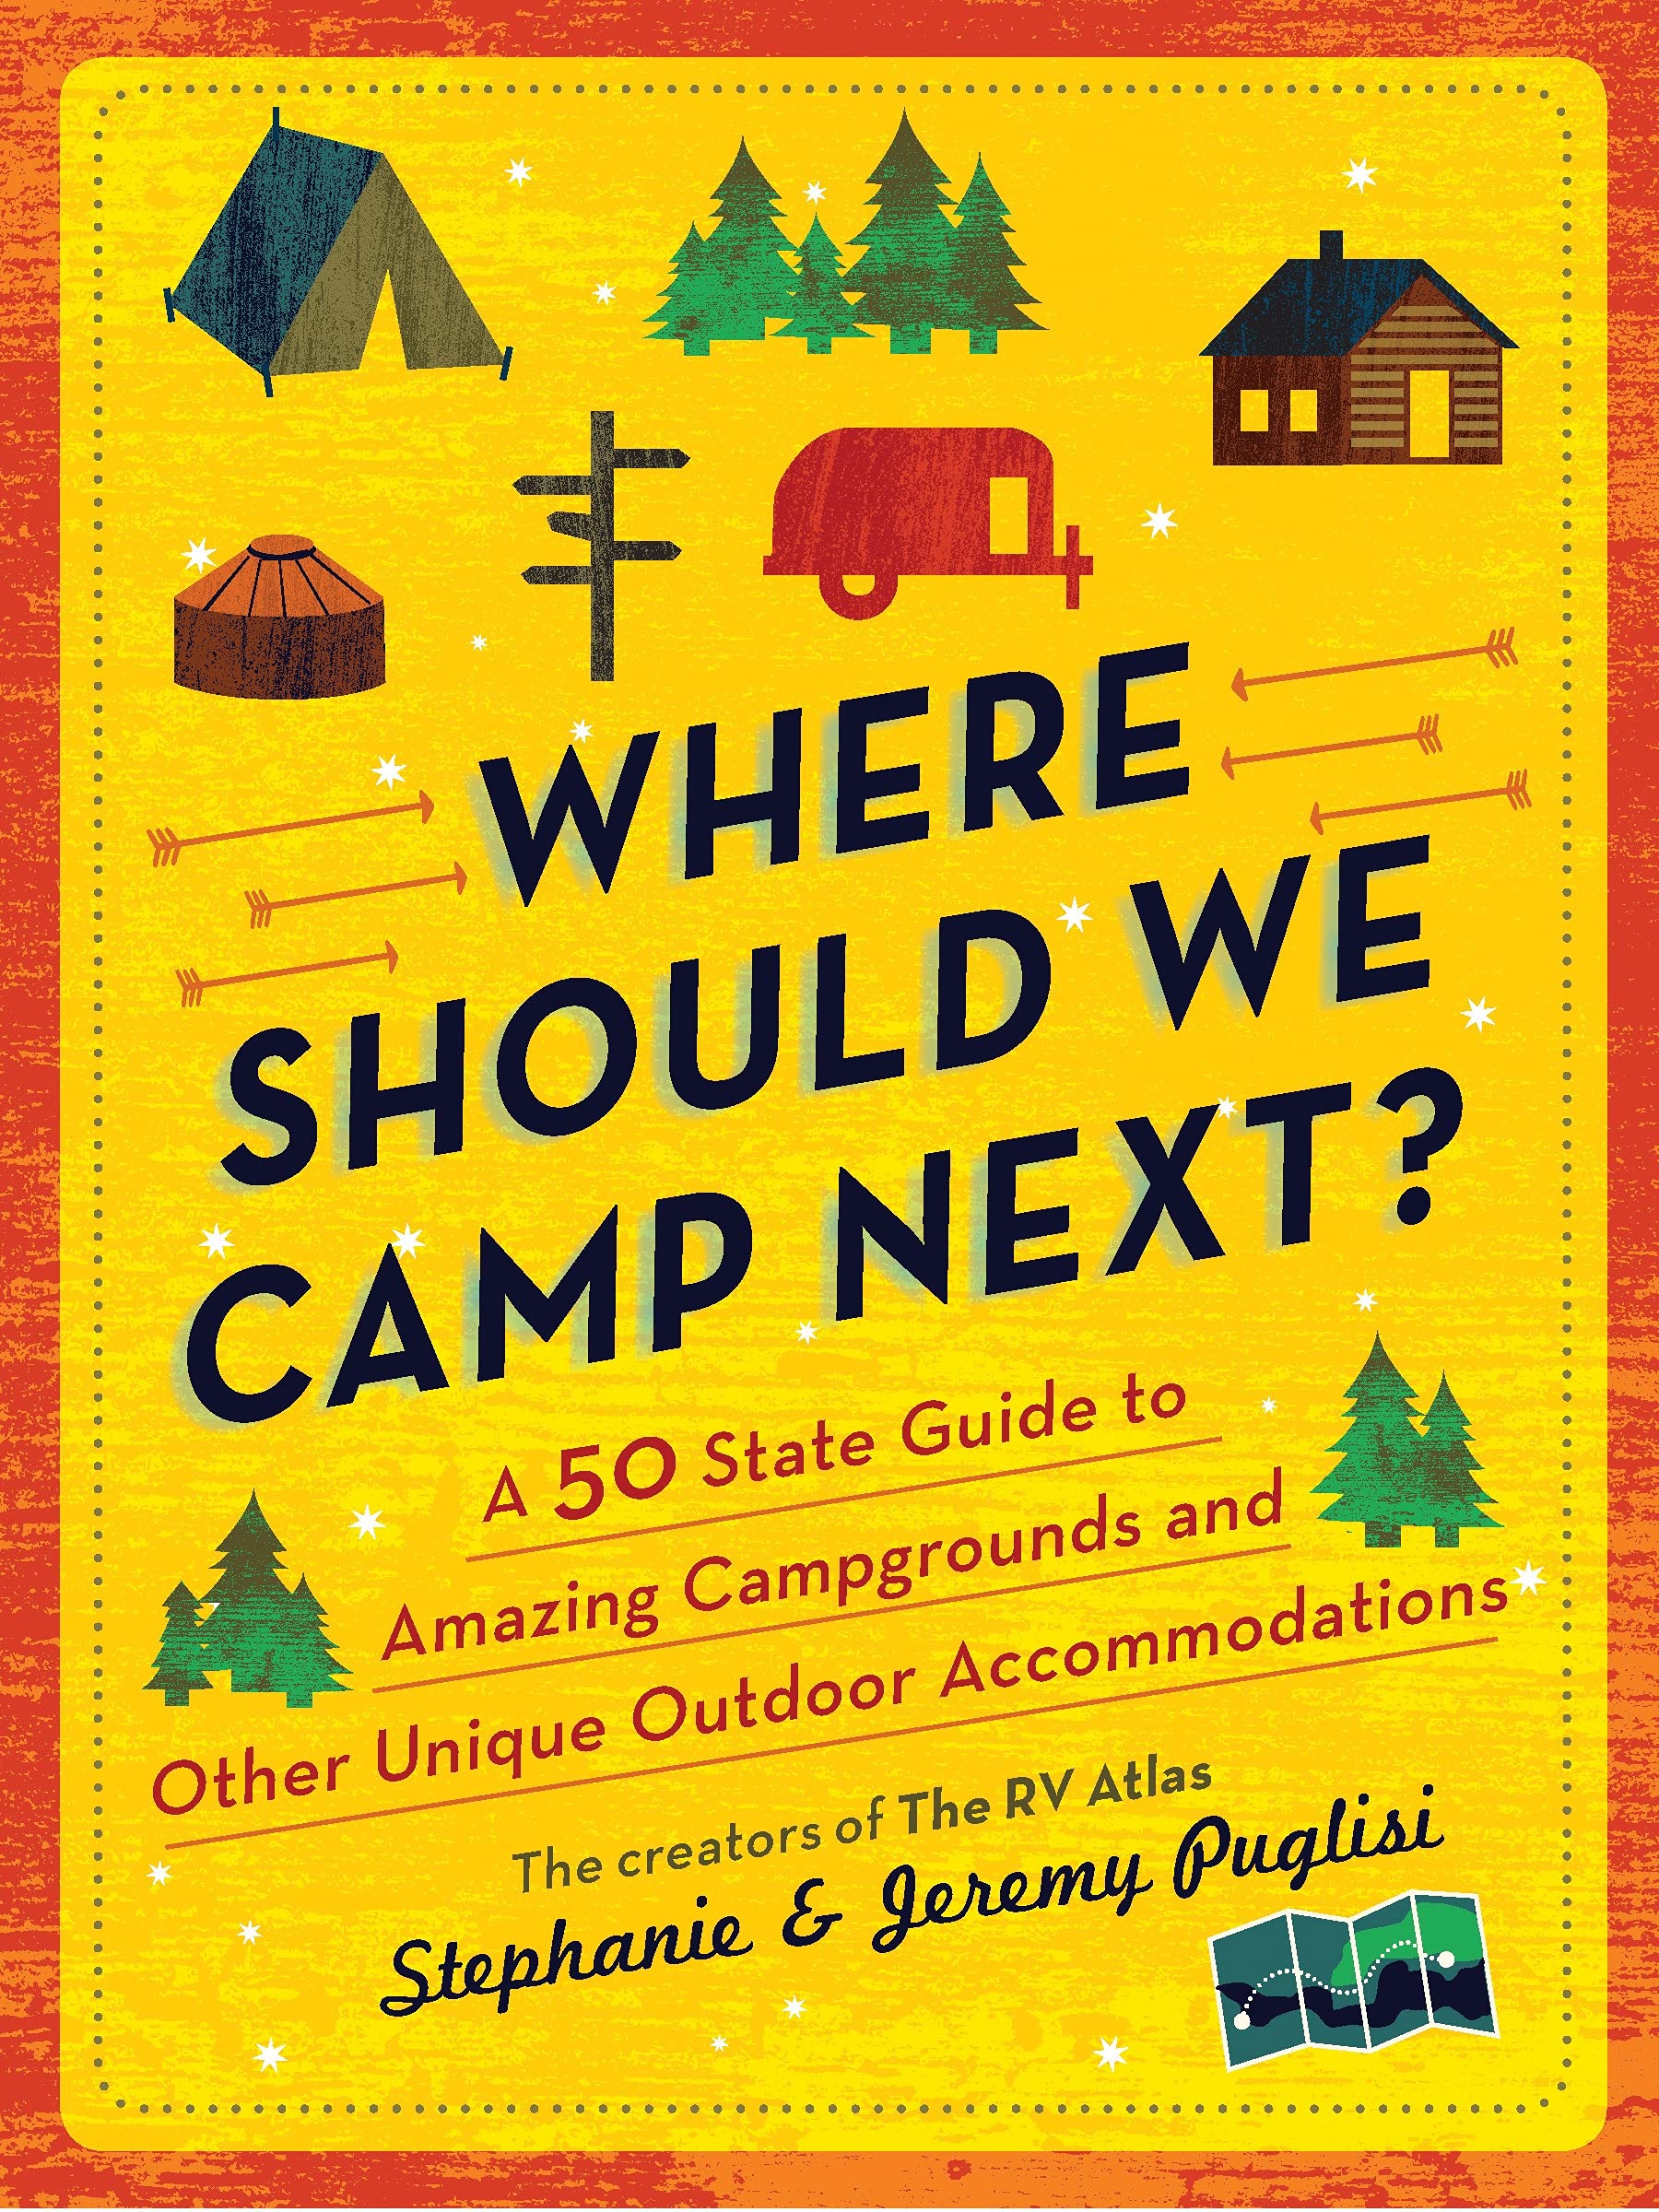 WHERE
SHOULD WE
CAMP NEXT?
A 50 State Guide to
Amazing Campgrounds and
Other Unique Outdoor Accommodations
The creators of The RV Atlas
Stephanie & Jeremy Puglisi